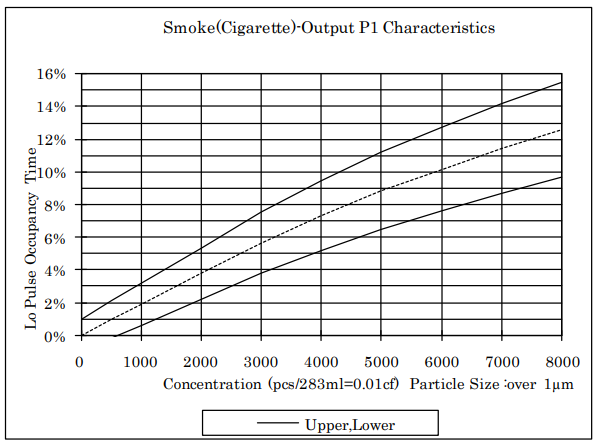 Smoke(Cigarette)-Output P1 Characteristics
16%
14%
12%
10%
8%
6%
4%
2%
0%
Lo Pulse Occupancy Time
0 1000 2000 3000 4000 5000 6000 7000 8000
Concentration (pcs/283ml=0.01cf) Particle Size :over 1μm
Upper,Lower